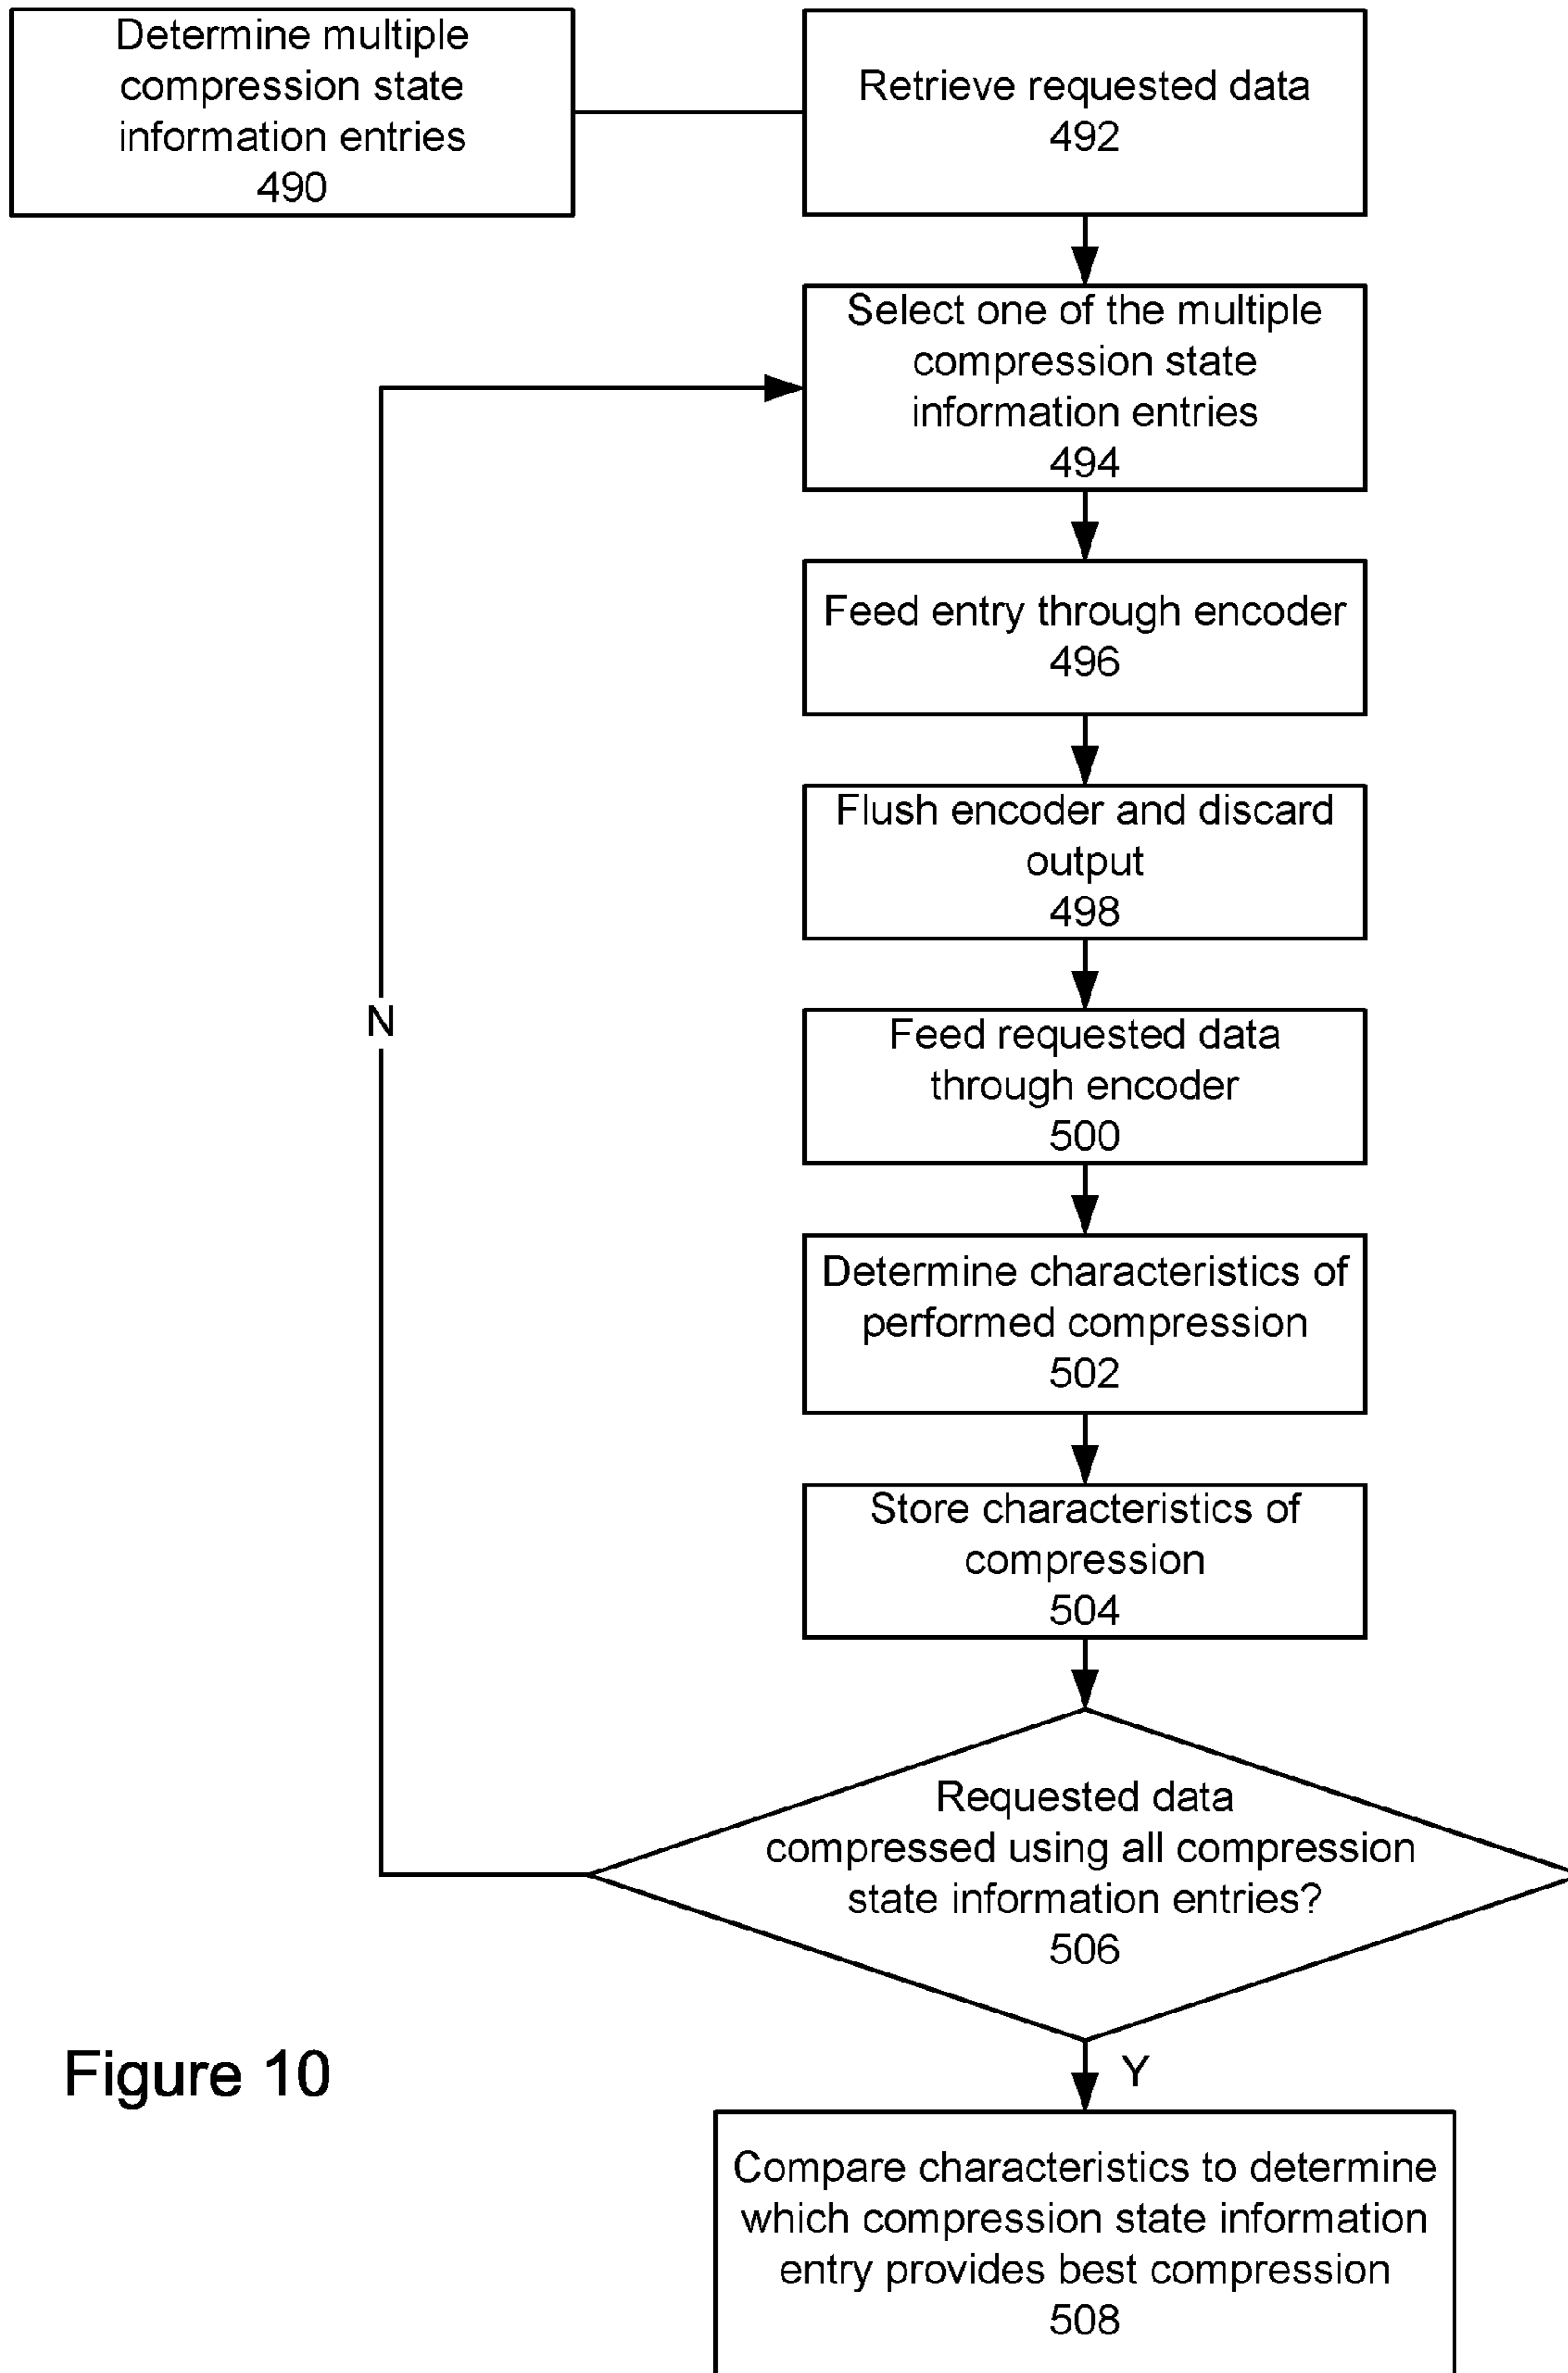 Determine multiple
compression state
information entries
490
Retrieve requested data
492
Select one of the multiple
compression state
information entries
494
Feed entry through encoder
496
Flush encoder and discard
output
498
N
Feed requested data
through encoder
500
Determine characteristics of
performed compression
502
Store characteristics of
compression
504
Requested data
compressed using all compression
state information entries?
506
Figure 10
Y
Compare characteristics to determine
which compression state information
entry provides best compression
508